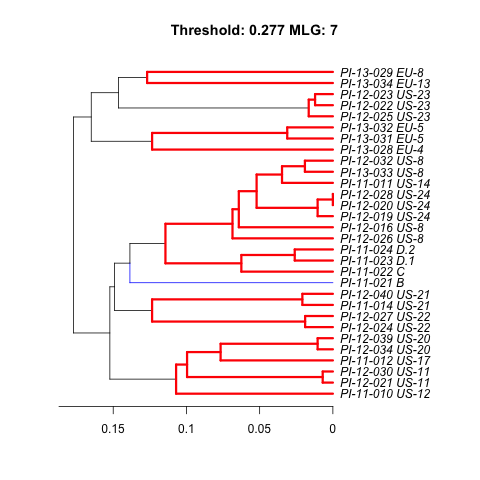 Threshold: 0.277 MLG: 7
PI-13-029 EU-8
PI-13-034 EU-13
PI-12-023 US-23
PI-12-022 US-23
PI-12-025 US-23
PI-13-032 EU-5
PI-13-031 EU-5
PI-13-028 EU-4
PI-12-032 US-8
PI-13-033 US-8
PI-11-011 US-14
PI-12-028 US-24
PI-12-020 US-24
PI-12-019 US-24
PI-12-016 US-8
PI-12-026 US-8
PI-11-024 D.2
PI-11-023 D.1
PI-11-022 C
PI-11-021 B
PI-12-040 US-21
PI-11-014 US-21
PI-12-027 US-22
PI-12-024 US-22
PI-12-039 US-20
PI-12-034 US-20
PI-11-012 US-17
PI-12-030 US-11
PI-12-021 US-11
PI-11-010 US-12
0.15 0.1 0.05 0